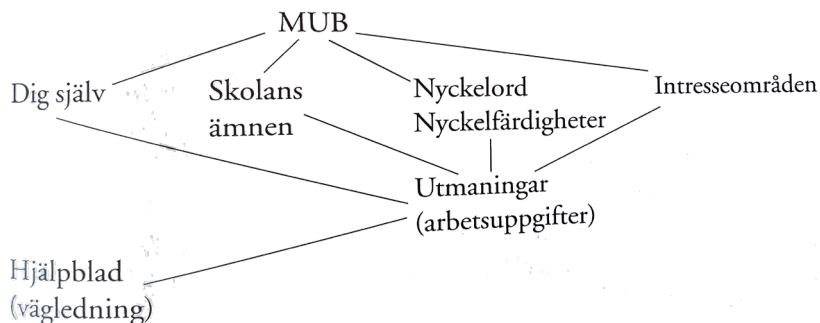 MUB
Dig själv
Skolans
ämnen
Nyckelord
Nyckelfärdigheter
Intresseområden
Utmaningar
(arbetsuppgifter)
Hjälpblad
(vägledning)